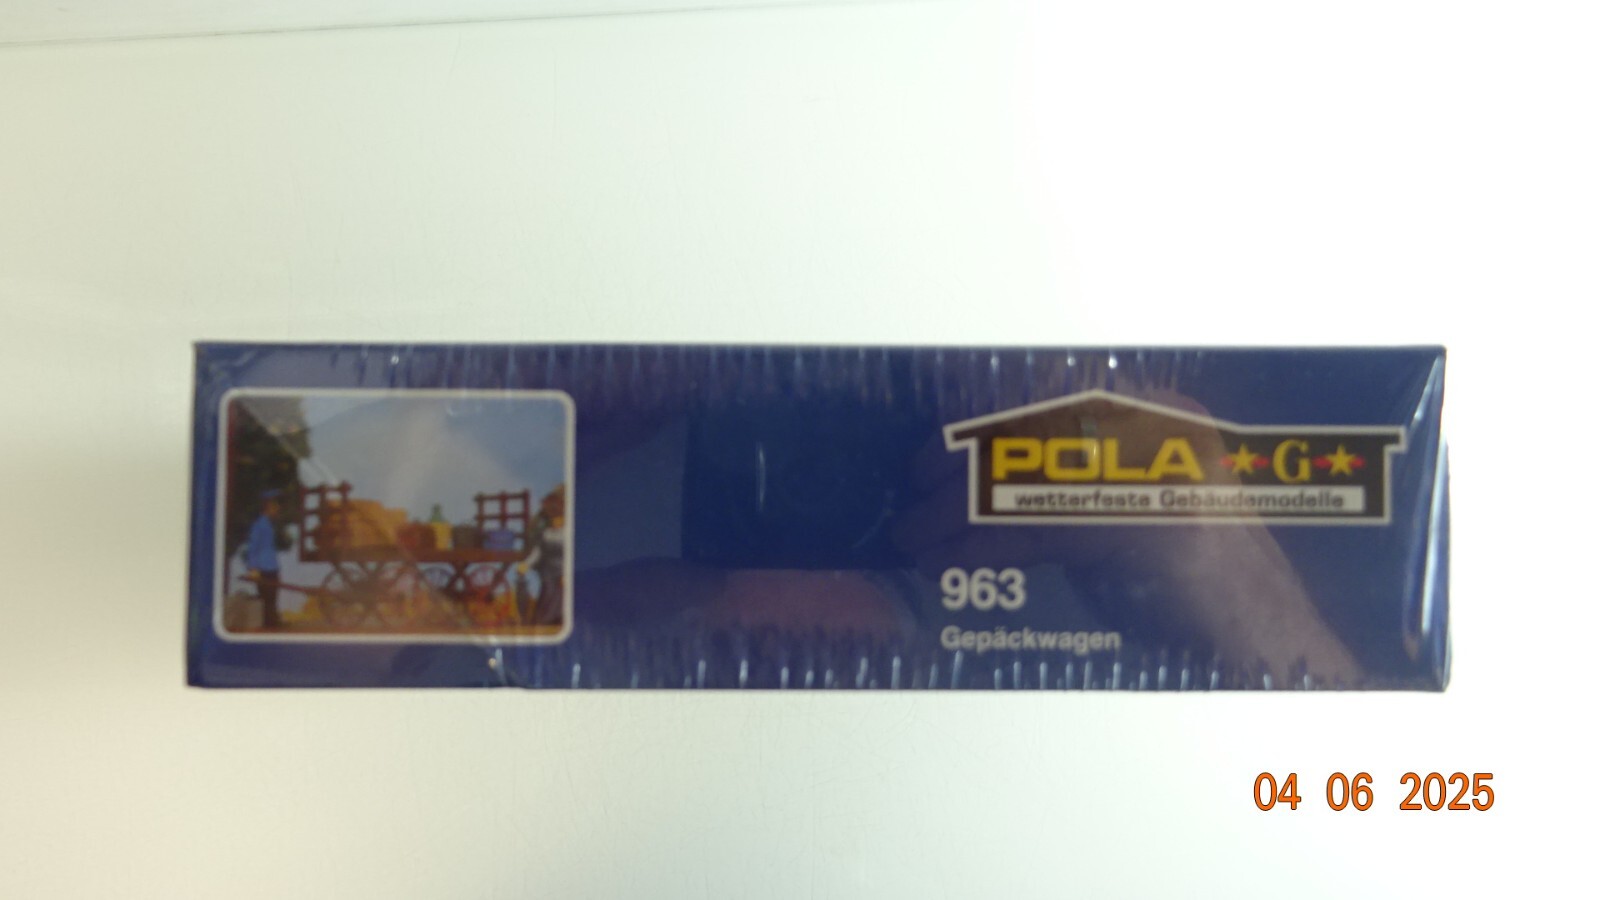 POLA ★ G ★
wetterfeste Gebäudemodelle
963
Gepäckwagen
04 06 2025